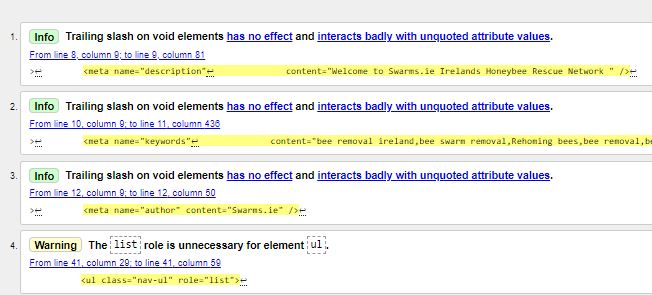 1. Info Trailing slash on void elements has no effect and interacts badly with unquoted attribute values.
From line 8, column 9; to line 9, column 81
>↩ <meta name="description"↩ content="Welcome to Swarms.ie Irelands Honeybee Rescue Network " />↩
2. Info Trailing slash on void elements has no effect and interacts badly with unquoted attribute values.
From line 10, column 9; to line 11, column 436
>↩ <meta name="keywords"↩ content="bee removal ireland,bee swarm removal,Rehoming bees,bee removal,be
3. Info Trailing slash on void elements has no effect and interacts badly with unquoted attribute values.
From line 12, column 9; to line 12, column 50
>↩ <meta name="author" content="Swarms.ie" />↩
4. Warning The list role is unnecessary for element ul.
From line 41, column 29; to line 41, column 59
<ul class="nav-ul" role="list">↩